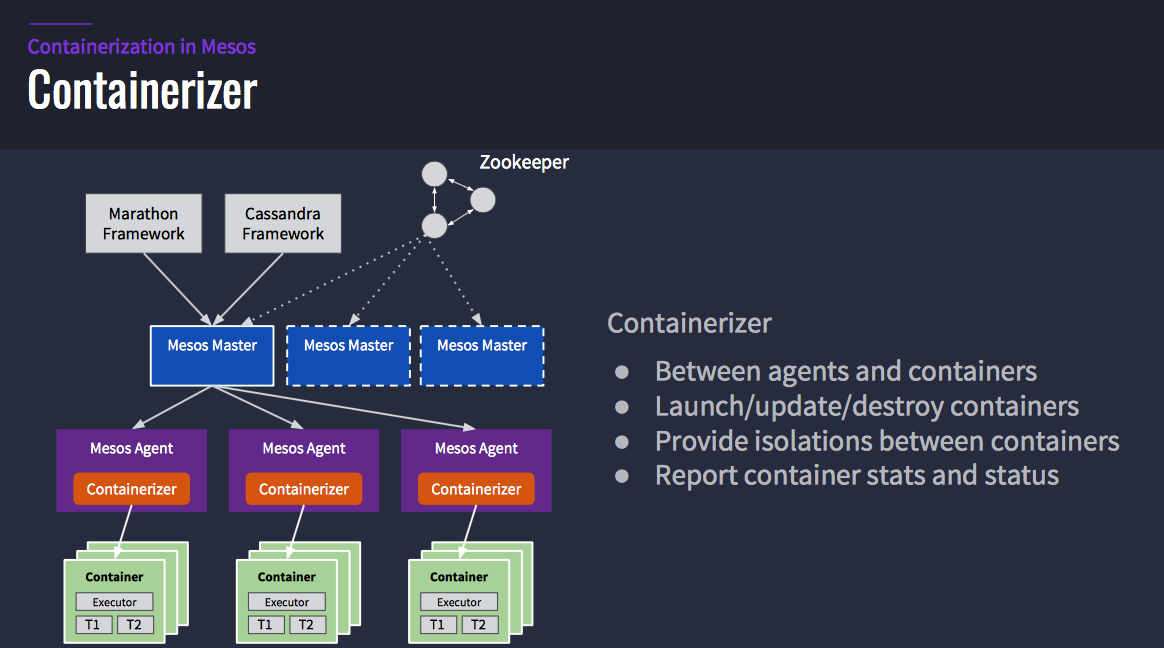 Containerization in Mesos
Containerizer
Zookeeper
Marathon
Framework
Cassandra
Framework
Mesos Master
Mesos Master
Mesos Master
Mesos Agent
Containerizer
Mesos Agent
Containerizer
Mesos Agent
Containerizer
Container
Executor
T1 T2
Container
Executor
T1 T2
Container
Executor
T1 T2
Containerizer
● Between agents and containers
● Launch/update/destroy containers
● Provide isolations between containers
● Report container stats and status